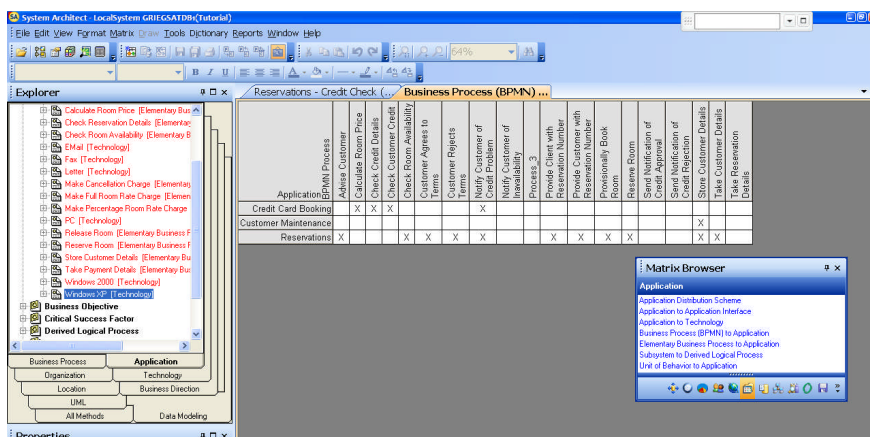 System Architect - LocalSystem GRIEGSATDBs(Tutorial)
File Edit View Format Matrix Draw Tools Dictionary Reports Window Help
64%
B I U
Explorer
Reservations - Credit Check (...
Business Process (BPMN) ...
Calculate Room Price [Elementary Bus
Check Reservation Details [Elementary
Check Room Availability [Elementary B
EMail [Technology]
Fax [Technology]
Letter [Technology]
Make Cancellation Charge [Elementary
Make Full Room Rate Charge [Elemen
Make Percentage Room Rate Charge
PC [Technology]
Release Room [Elementary Business F
Reserve Room [Elementary Business F
Store Customer Details [Elementary Bu
Take Payment Details [Elementary Bus
Windows 2000 [Technology]
Windows XP [Technology]
Business Objective
Critical Success Factor
Derived Logical Process
Business Process
Application
Organization
Technology
Location
Business Direction
UML
All Methods
Data Modeling
Properties
Application
BPMN Process
Advise Customer
Calculate Room Price
Check Credit Details
Check Customer Credit
Check Room Availability
Customer Agrees to
Terms
Customer Rejects
Terms
Notify Customer of
Credit Problem
Notify Customer of
Inavailability
Process_3
Provide Client with
Reservation Number
Provide Customer with
Reservation Number
Provisionally Book
Room
Reserve Room
Send Notification of
Credit Approval
Send Notification of
Credit Rejection
Store Customer Details
Take Customer Details
Take Reservation
Details
Credit Card Booking X X X X
Customer Maintenance X
Reservations X X X X X X X X X X X
Matrix Browser
Application
Application Distribution Scheme
Application to Application Interface
Application to Technology
Business Process (BPMN) to Application
Elementary Business Process to Application
Subsystem to Derived Logical Process
Unit of Behavior to Application